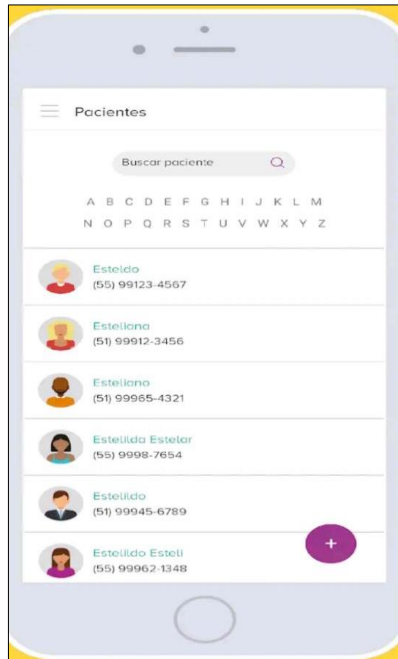 Pacientes
Buscar paciente
A B C D E F G H I J K L M
N O P Q R S T U V W X Y Z
Esteldo
(55) 99123-4567
Esteliana
(51) 99912-3456
Esteliano
(51) 99965-4321
Estelilda Estelar
(55) 9998-7654
Estelildo
(51) 99945-6789
Estelildo Esteli
(55) 99962-1348
+